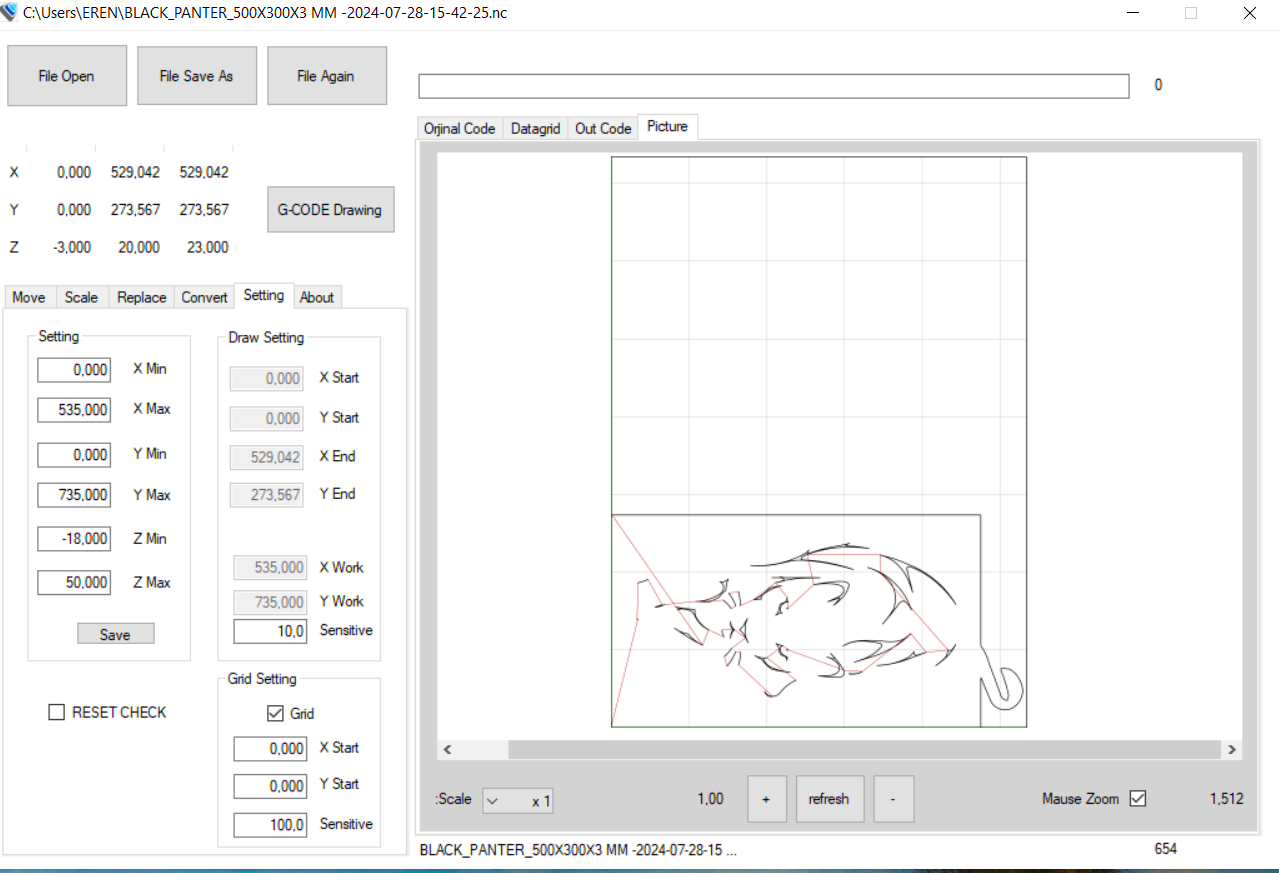 C:\Users\EREN\BLACK_PANTER_500X300X3 MM -2024-07-28-15-42-25.nc
File Open File Save As File Again
0
Orjinal Code Datagrid Out Code Picture
X 0,000 529,042 529,042
Y 0,000 273,567 273,567
Z -3,000 20,000 23,000
G-CODE Drawing
Move Scale Replace Convert Setting About
Setting
0,000 X Min
535,000 X Max
0,000 Y Min
735,000 Y Max
-18,000 Z Min
50,000 Z Max
Save
RESET CHECK
Draw Setting
0,000 X Start
0,000 Y Start
529,042 X End
273,567 Y End
535,000 X Work
735,000 Y Work
10,0 Sensitive
Grid Setting
Grid
0,000 X Start
0,000 Y Start
100,0 Sensitive
:Scale x 1 1,00 + refresh - Mause Zoom 1,512
BLACK_PANTER_500X300X3 MM -2024-07-28-15 ... 654